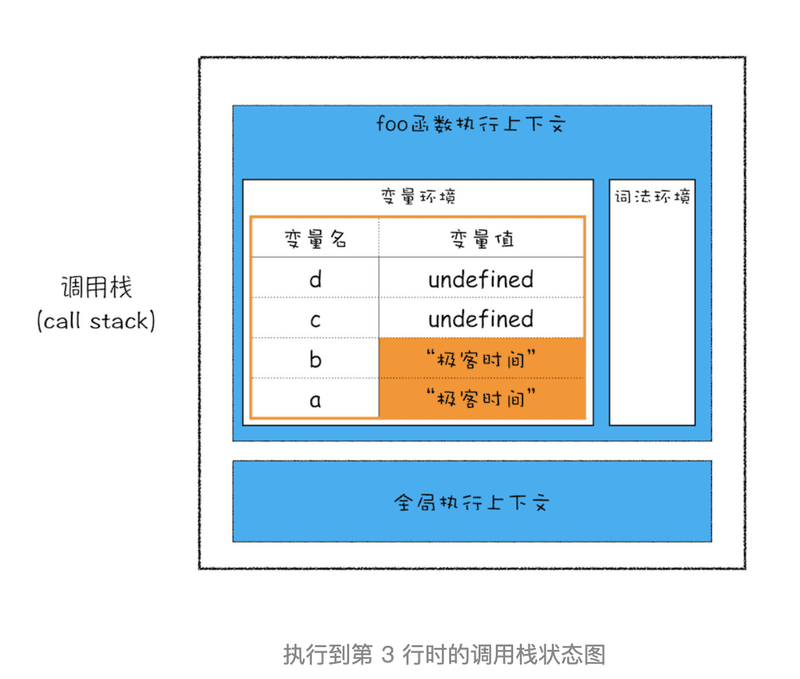 foo函数执行上下文
变量环境
词法环境
变量名 变量值
d undefined
c undefined
b “极客时间”
a “极客时间”
调用栈
(call stack)
全局执行上下文
执行到第 3 行时的调用栈状态图